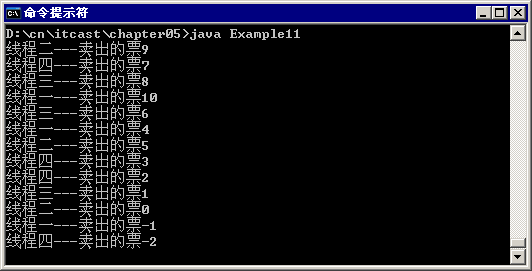 命令提示符
D:\cn\itcast\chapter05>java Example11
线程二---卖出的票9
线程四---卖出的票7
线程三---卖出的票8
线程一---卖出的票10
线程三---卖出的票6
线程一---卖出的票4
线程二---卖出的票5
线程四---卖出的票3
线程四---卖出的票2
线程三---卖出的票1
线程二---卖出的票0
线程一---卖出的票-1
线程四---卖出的票-2